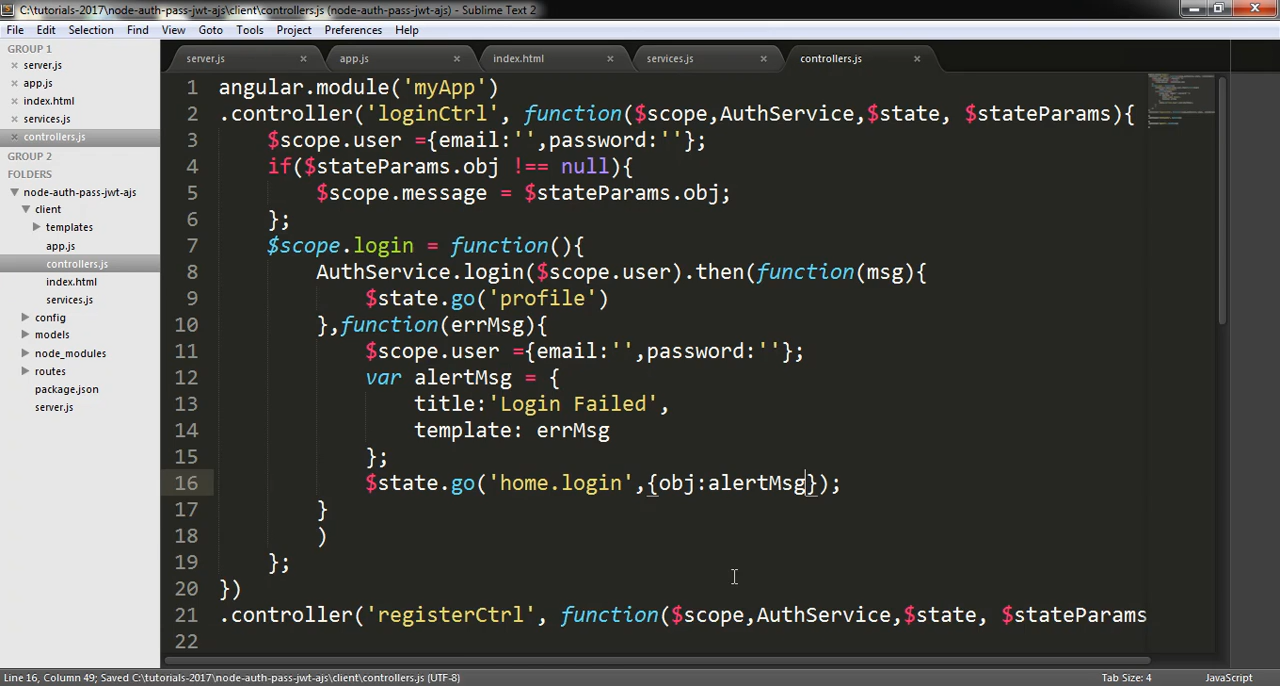 C:\tutorials-2017\node-auth-pass-jwt-ajs\client\controllers.js (node-auth-pass-jwt-ajs) - Sublime Text 2
File Edit Selection Find View Goto Tools Project Preferences Help
GROUP 1
server.js
app.js
index.html
services.js
controllers.js
GROUP 2
FOLDERS
node-auth-pass-jwt-ajs
client
templates
app.js
controllers.js
index.html
services.js
config
models
node_modules
routes
package.json
server.js
server.js app.js index.html services.js controllers.js
1 angular.module('myApp')
2 .controller('loginCtrl', function($scope,AuthService,$state, $stateParams){
3 $scope.user ={email:'',password:''};
4 if($stateParams.obj !== null){
5 $scope.message = $stateParams.obj;
6 };
7 $scope.login = function(){
8 AuthService.login($scope.user).then(function(msg){
9 $state.go('profile')
10 },function(errMsg){
11 $scope.user ={email:'',password:''};
12 var alertMsg = {
13 title:'Login Failed',
14 template: errMsg
15 };
16 $state.go('home.login',{obj:alertMsg});
17 }
18 )
19 };
20 })
21 .controller('registerCtrl', function($scope,AuthService,$state, $stateParams
22
Line 16, Column 49; Saved C:\tutorials-2017\node-auth-pass-jwt-ajs\client\controllers.js (UTF-8) Tab Size: 4 JavaScript